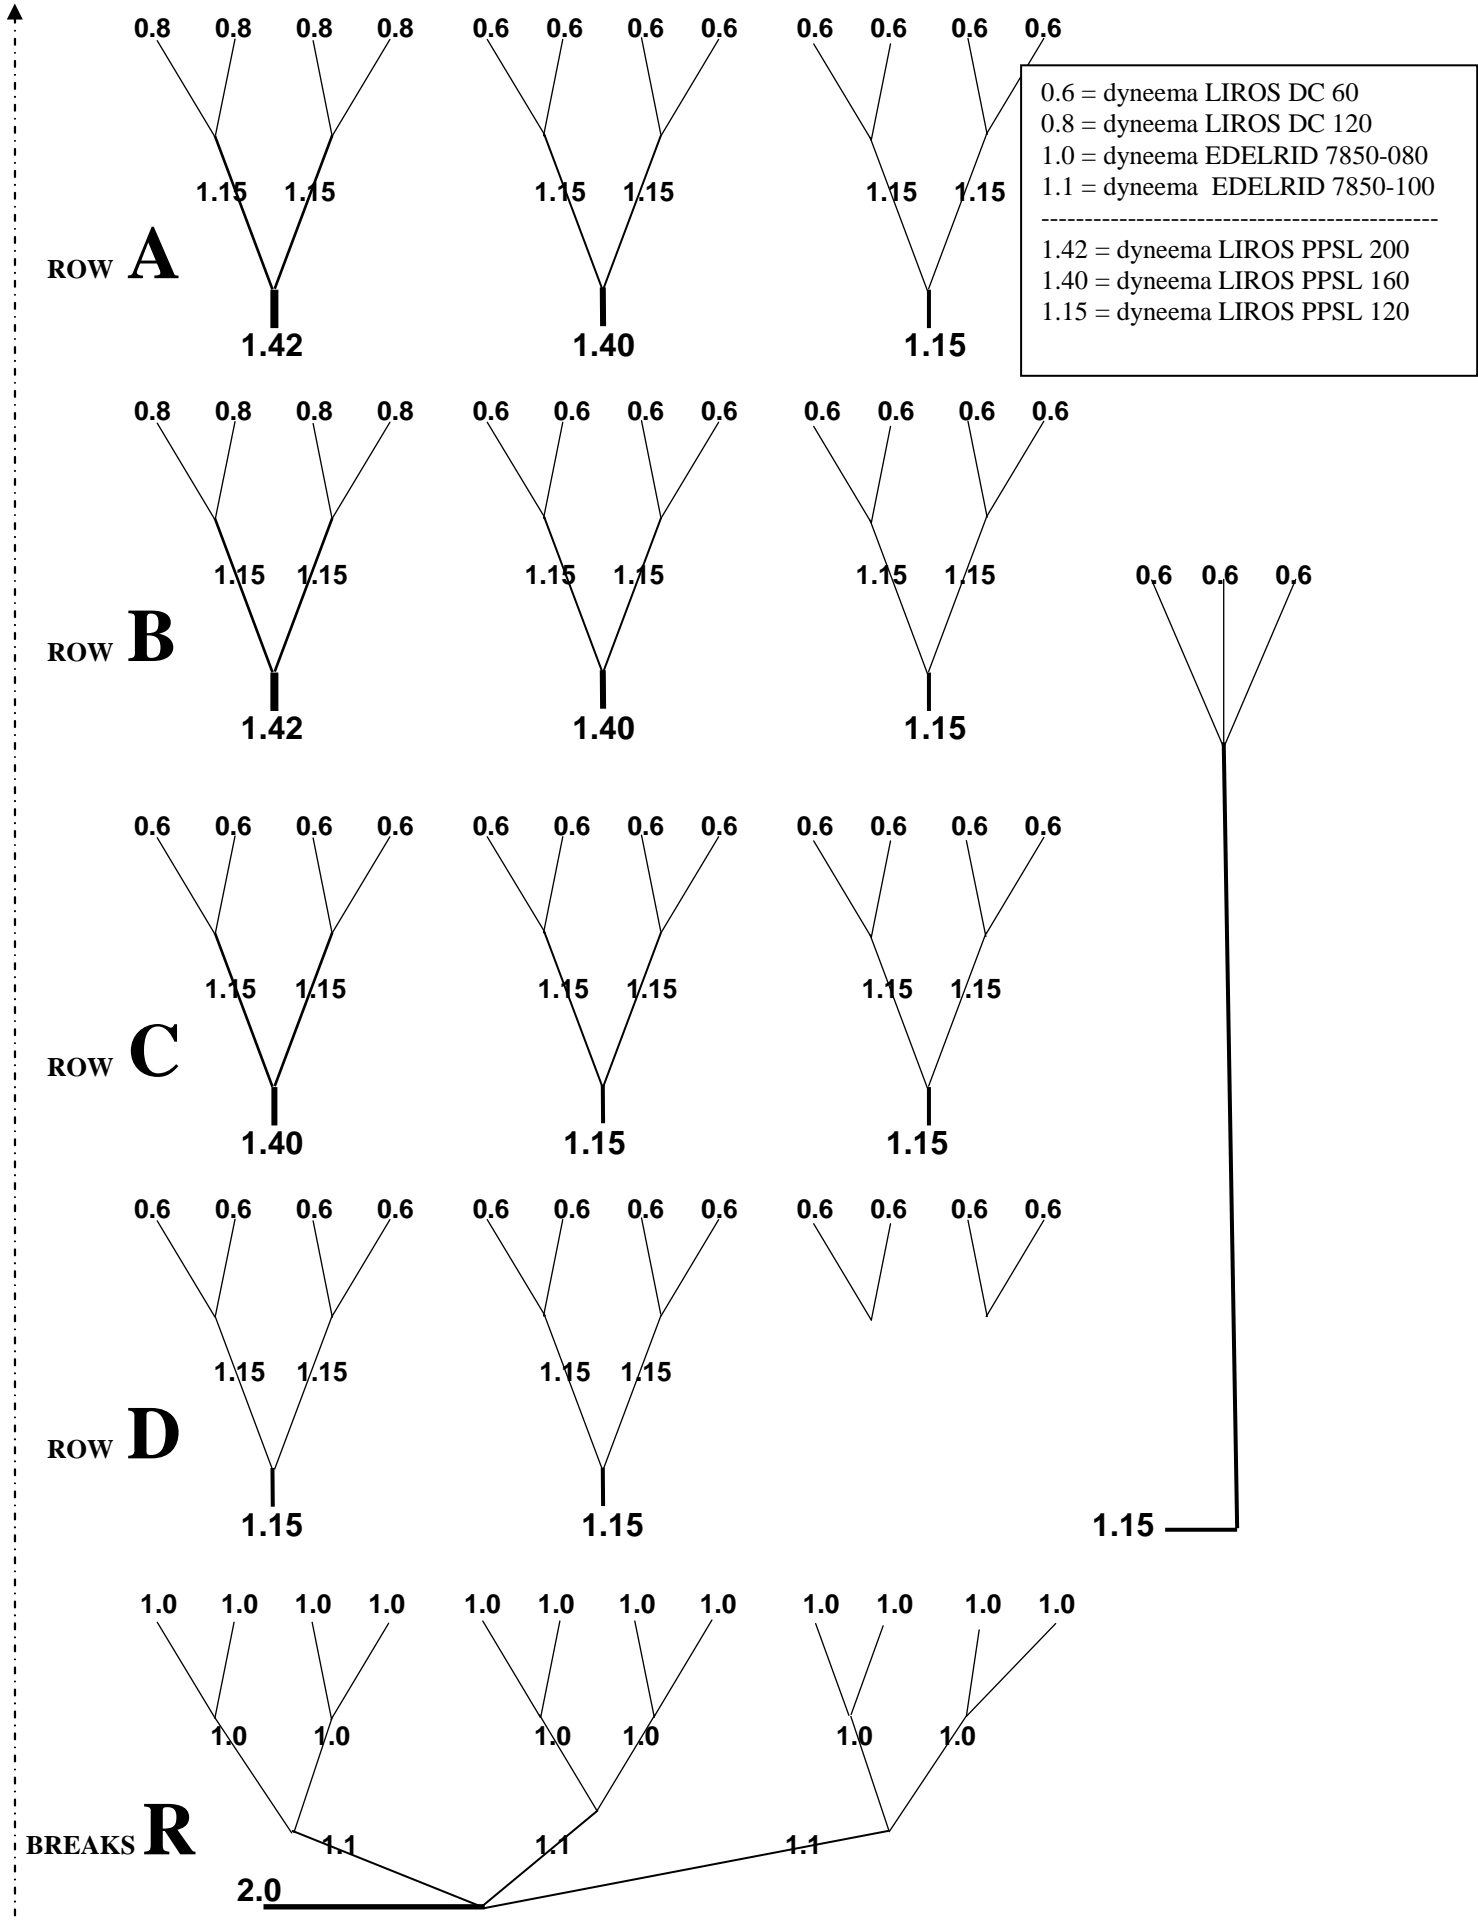 0.8 0.8 0.8 0.8 0.6 0.6 0.6 0.6 0.6 0.6 0.6 0.6
0.6 = dyneema LIROS DC 60
0.8 = dyneema LIROS DC 120
1.0 = dyneema EDELRID 7850-080
1.1 = dyneema EDELRID 7850-100
----------------------------------------------
1.42 = dyneema LIROS PPSL 200
1.40 = dyneema LIROS PPSL 160
1.15 = dyneema LIROS PPSL 120
1.15 1.15 1.15 1.15 1.15 1.15
ROW A
1.42 1.40 1.15
0.8 0.8 0.8 0.8 0.6 0.6 0.6 0.6 0.6 0.6 0.6 0.6
1.15 1.15 1.15 1.15 1.15 1.15
0.6 0.6 0.6
ROW B
1.42 1.40 1.15
0.6 0.6 0.6 0.6 0.6 0.6 0.6 0.6 0.6 0.6 0.6 0.6
1.15 1.15 1.15 1.15 1.15 1.15
ROW C
1.40 1.15 1.15
0.6 0.6 0.6 0.6 0.6 0.6 0.6 0.6 0.6 0.6 0.6 0.6
1.15 1.15 1.15 1.15
ROW D
1.15 1.15 1.15
1.0 1.0 1.0 1.0 1.0 1.0 1.0 1.0 1.0 1.0 1.0 1.0
1.0 1.0 1.0 1.0 1.0 1.0
BREAKS R
1.1 1.1 1.1
2.0